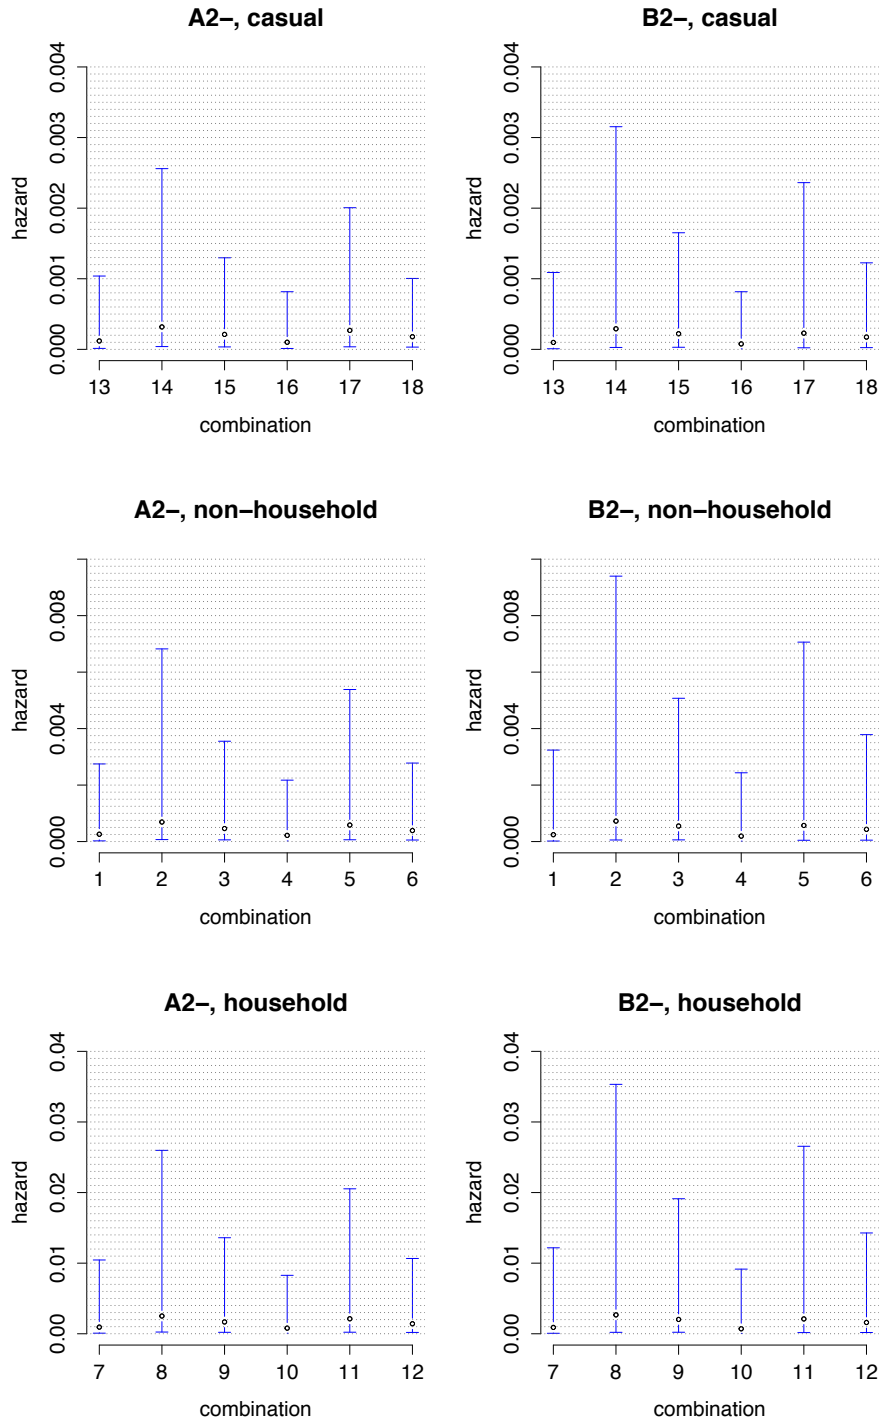 A2−, casual
hazard
0.000 0.001 0.002 0.003 0.004
13 14 15 16 17 18
combination
B2−, casual
hazard
0.000 0.001 0.002 0.003 0.004
13 14 15 16 17 18
combination
A2−, non−household
hazard
0.000 0.004 0.008
1 2 3 4 5 6
combination
B2−, non−household
hazard
0.000 0.004 0.008
1 2 3 4 5 6
combination
A2−, household
hazard
0.00 0.01 0.02 0.03 0.04
7 8 9 10 11 12
combination
B2−, household
hazard
0.00 0.01 0.02 0.03 0.04
7 8 9 10 11 12
combination